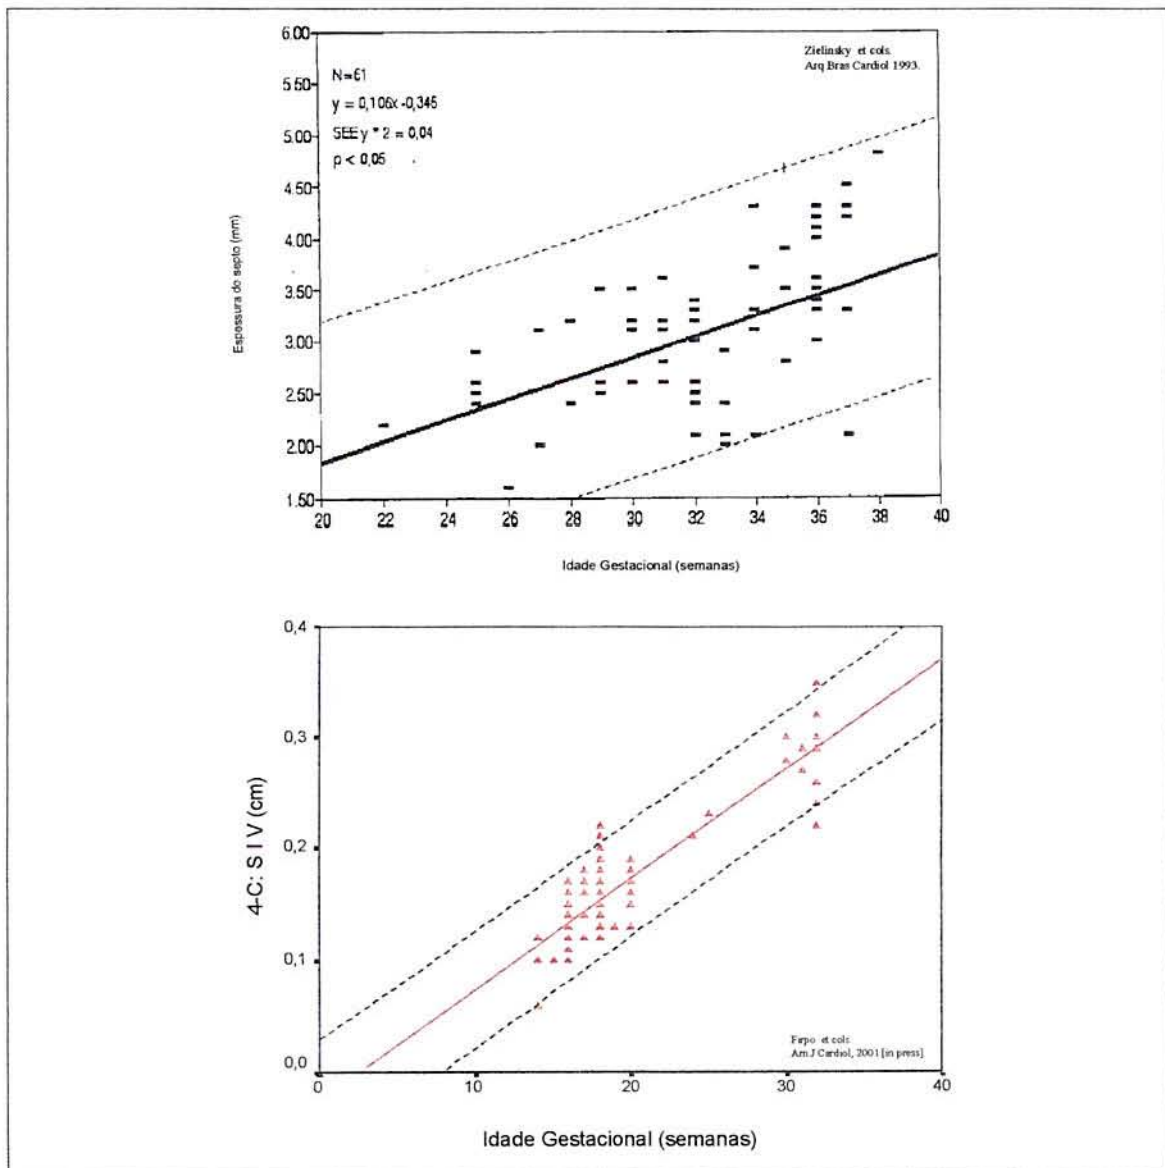 6.00
Zielinsky et cols.
Arq Bras Cardiol 1993.
N=61
5.50
y = 0,106x -0,346
5.00
SEE y * 2 = 0,04
p < 0,05
4.50
4.00
Espessura do septo (mm)
3.50
3.00
2.50
2.00
1.50
20 22 24 26 28 30 32 34 36 38 40
Idade Gestacional (semanas)
0,4
0,3
4-C: S I V (cm)
0,2
0,1
Firpo et cols
Am J Cardiol, 2001 [in press]
0,0
0 10 20 30 40
Idade Gestacional (semanas)